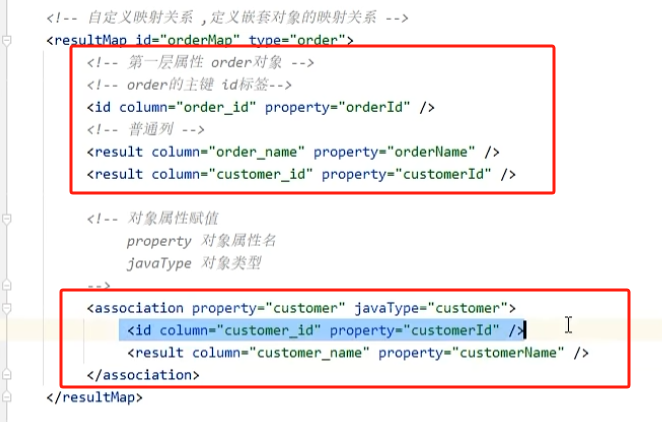 <!-- 自定义映射关系 ,定义嵌套对象的映射关系 -->
<resultMap id="orderMap" type="order">
<!-- 第一层属性 order对象 -->
<!-- order的主键 id标签-->
<id column="order_id" property="orderId" />
<!-- 普通列 -->
<result column="order_name" property="orderName" />
<result column="customer_id" property="customerId" />
<!-- 对象属性赋值
property 对象属性名
javaType 对象类型
-->
<association property="customer" javaType="customer">
<id column="customer_id" property="customerId" />
<result column="customer_name" property="customerName" />
</association>
</resultMap>